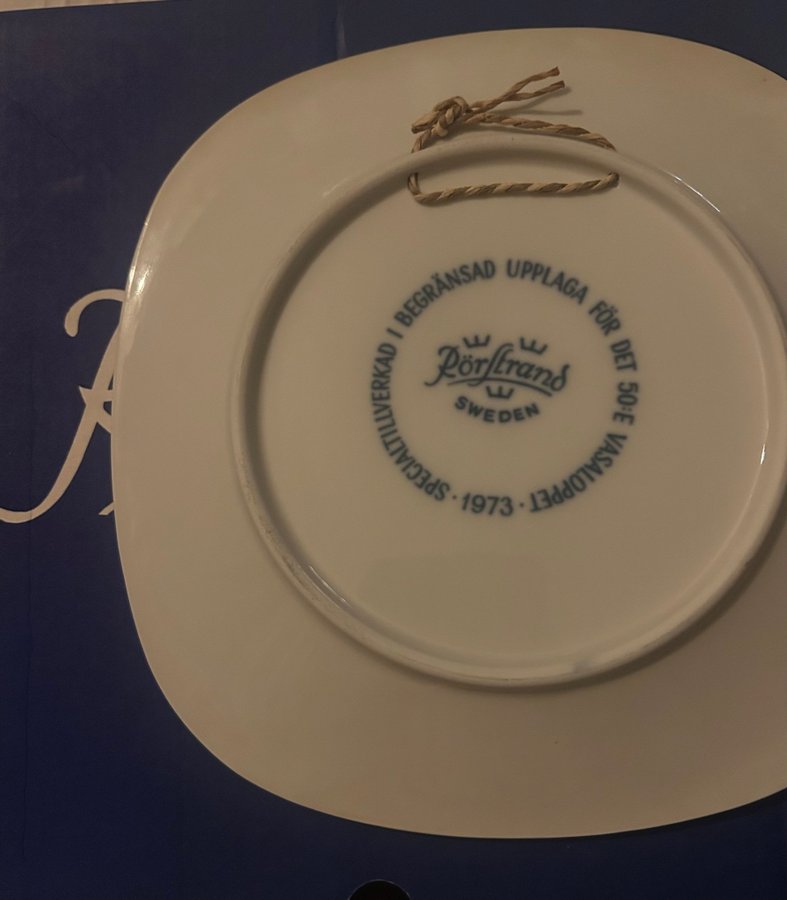 SPECIALTILLVERKAD I BEGRÄNSAD UPPLAGA FÖR DET 50:E VASALOPPET
· 1973 ·
Rörstrand
SWEDEN